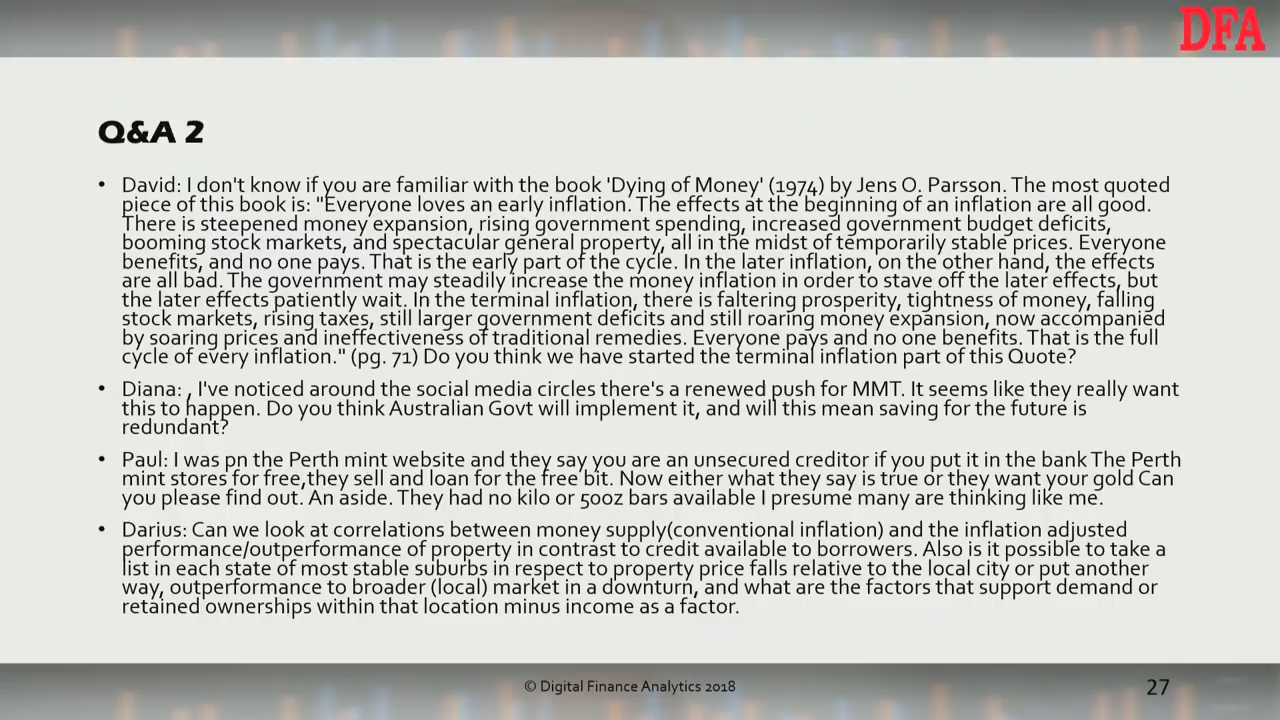 DFA
Q&A 2
• David: I don't know if you are familiar with the book 'Dying of Money' (1974) by Jens O. Parsson. The most quoted
piece of this book is: "Everyone loves an early inflation. The effects at the beginning of an inflation are all good.
There is steepened money expansion, rising government spending, increased government budget deficits,
booming stock markets, and spectacular general property, all in the midst of temporarily stable prices. Everyone
benefits, and no one pays. That is the early part of the cycle. In the later inflation, on the other hand, the effects
are all bad. The government may steadily increase the money inflation in order to stave off the later effects, but
the later effects patiently wait. In the terminal inflation, there is faltering prosperity, tightness of money, falling
stock markets, rising taxes, still larger government deficits and still roaring money expansion, now accompanied
by soaring prices and ineffectiveness of traditional remedies. Everyone pays and no one benefits. That is the full
cycle of every inflation." (pg. 71) Do you think we have started the terminal inflation part of this Quote?
• Diana: , I've noticed around the social media circles there's a renewed push for MMT. It seems like they really want
this to happen. Do you think Australian Govt will implement it, and will this mean saving for the future is
redundant?
• Paul: I was pn the Perth mint website and they say you are an unsecured creditor if you put it in the bank The Perth
mint stores for free,they sell and loan for the free bit. Now either what they say is true or they want your gold Can
you please find out. An aside. They had no kilo or 50oz bars available I presume many are thinking like me.
• Darius: Can we look at correlations between money supply(conventional inflation) and the inflation adjusted
performance/outperformance of property in contrast to credit available to borrowers. Also is it possible to take a
list in each state of most stable suburbs in respect to property price falls relative to the local city or put another
way, outperformance to broader (local) market in a downturn, and what are the factors that support demand or
retained ownerships within that location minus income as a factor.
© Digital Finance Analytics 2018
27